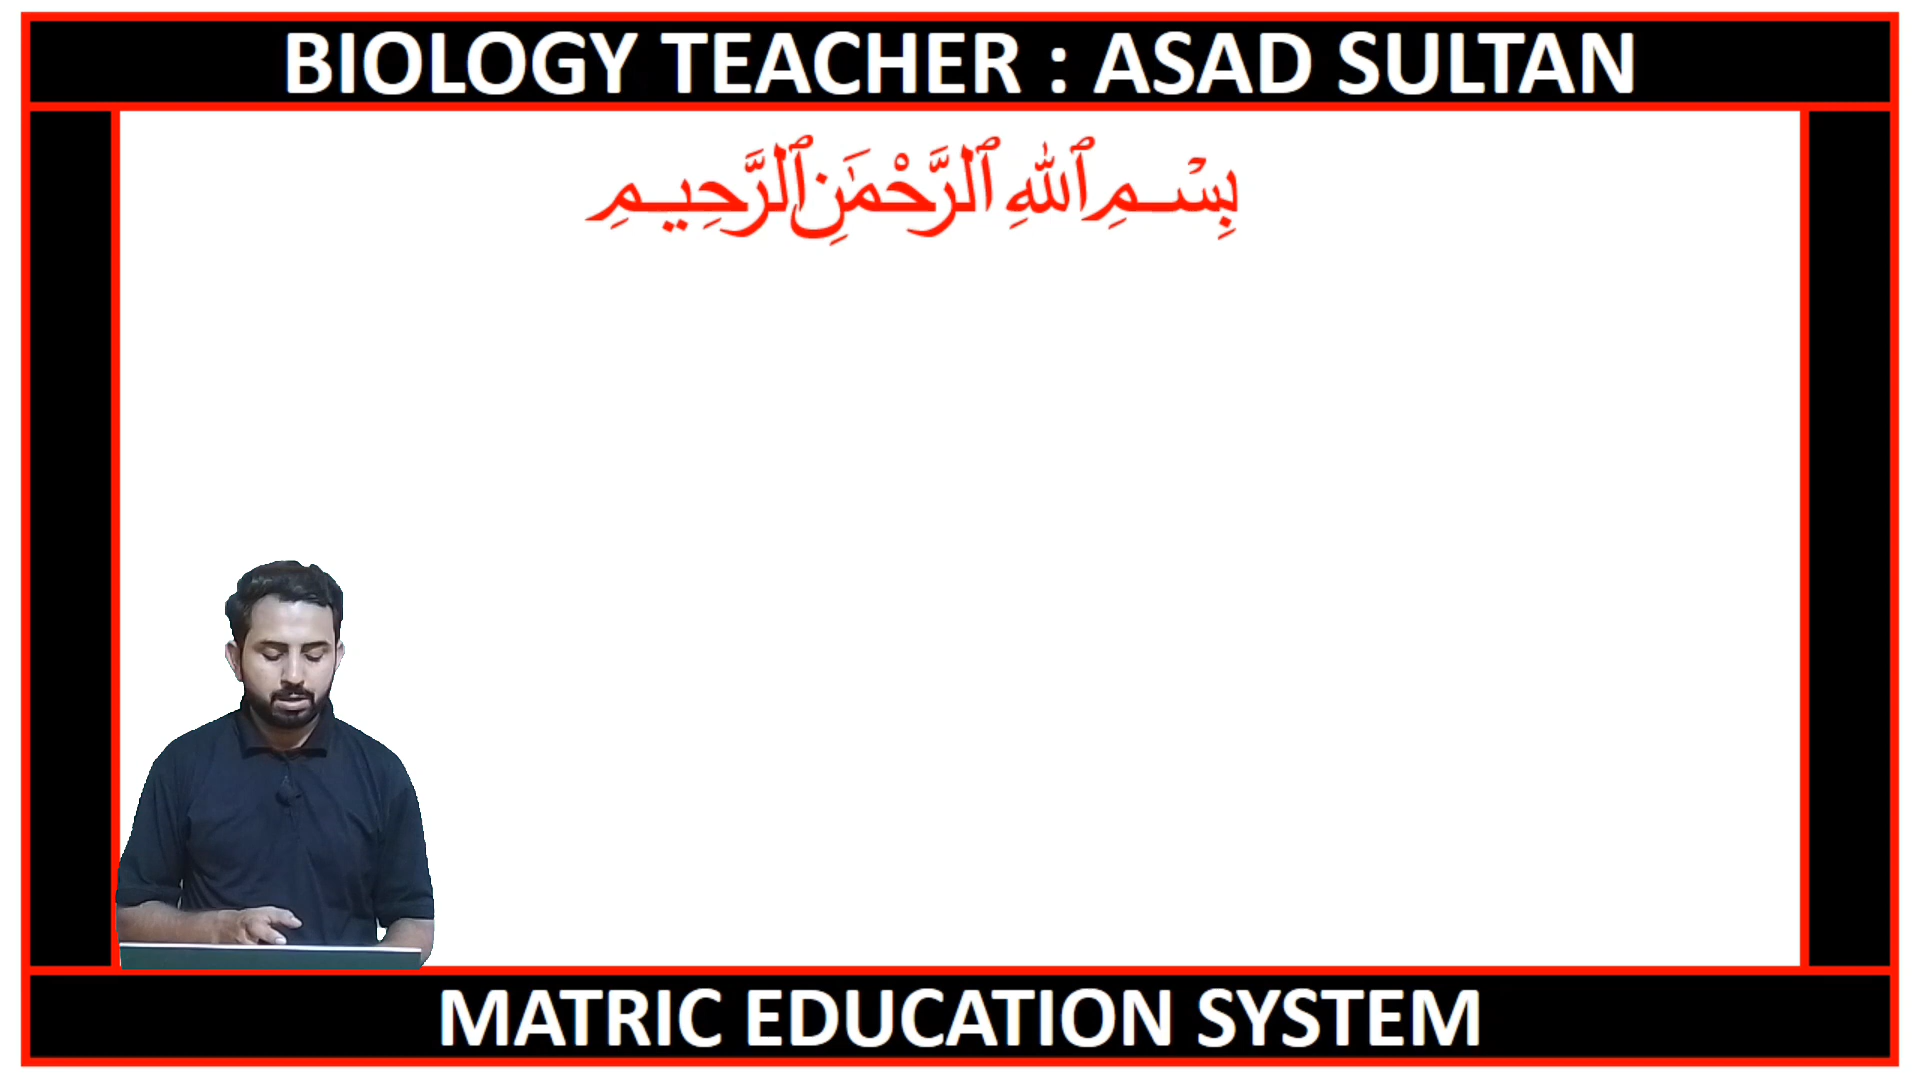 BIOLOGY TEACHER : ASAD SULTAN
بِسْمِ ٱللَّٰهِ ٱلرَّحْمَٰنِ ٱلرَّحِيمِ
MATRIC EDUCATION SYSTEM